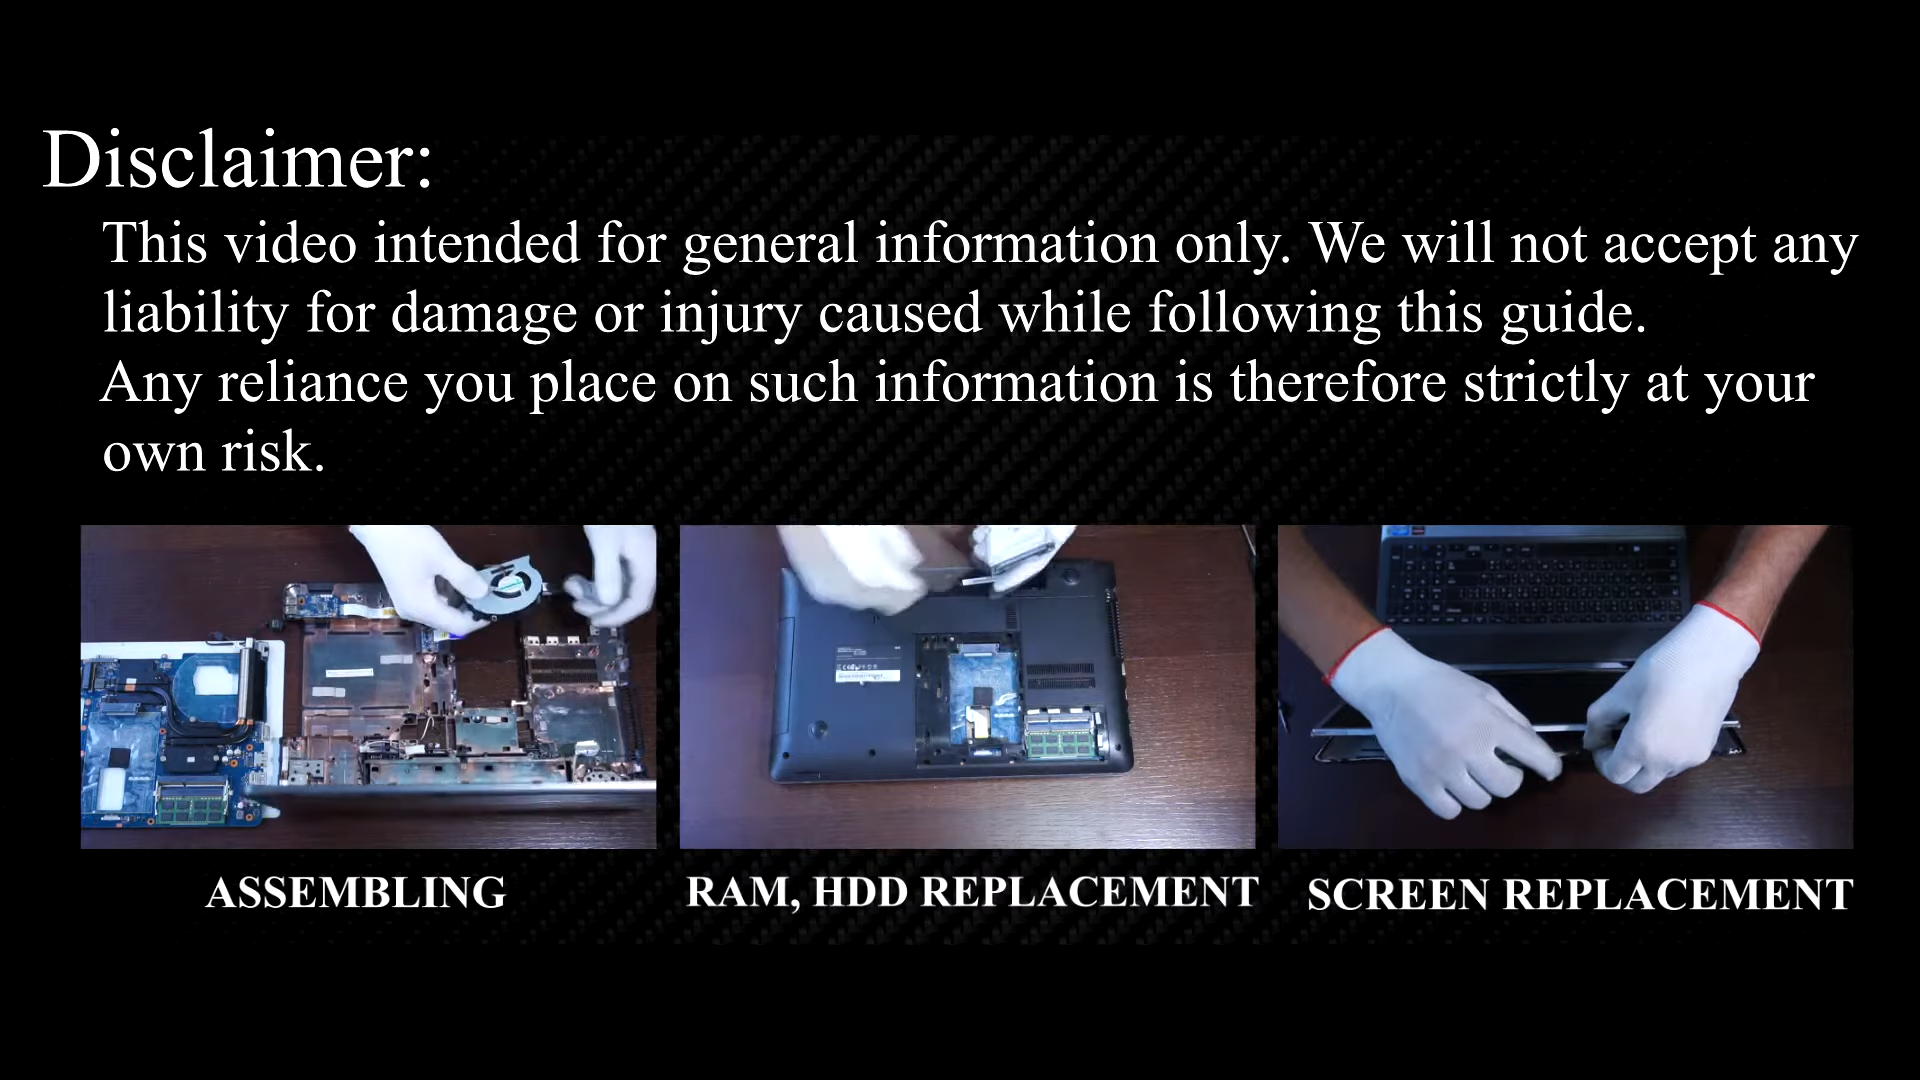 Disclaimer:
This video intended for general information only. We will not accept any
liability for damage or injury caused while following this guide.
Any reliance you place on such information is therefore strictly at your
own risk.
ASSEMBLING
RAM, HDD REPLACEMENT
SCREEN REPLACEMENT